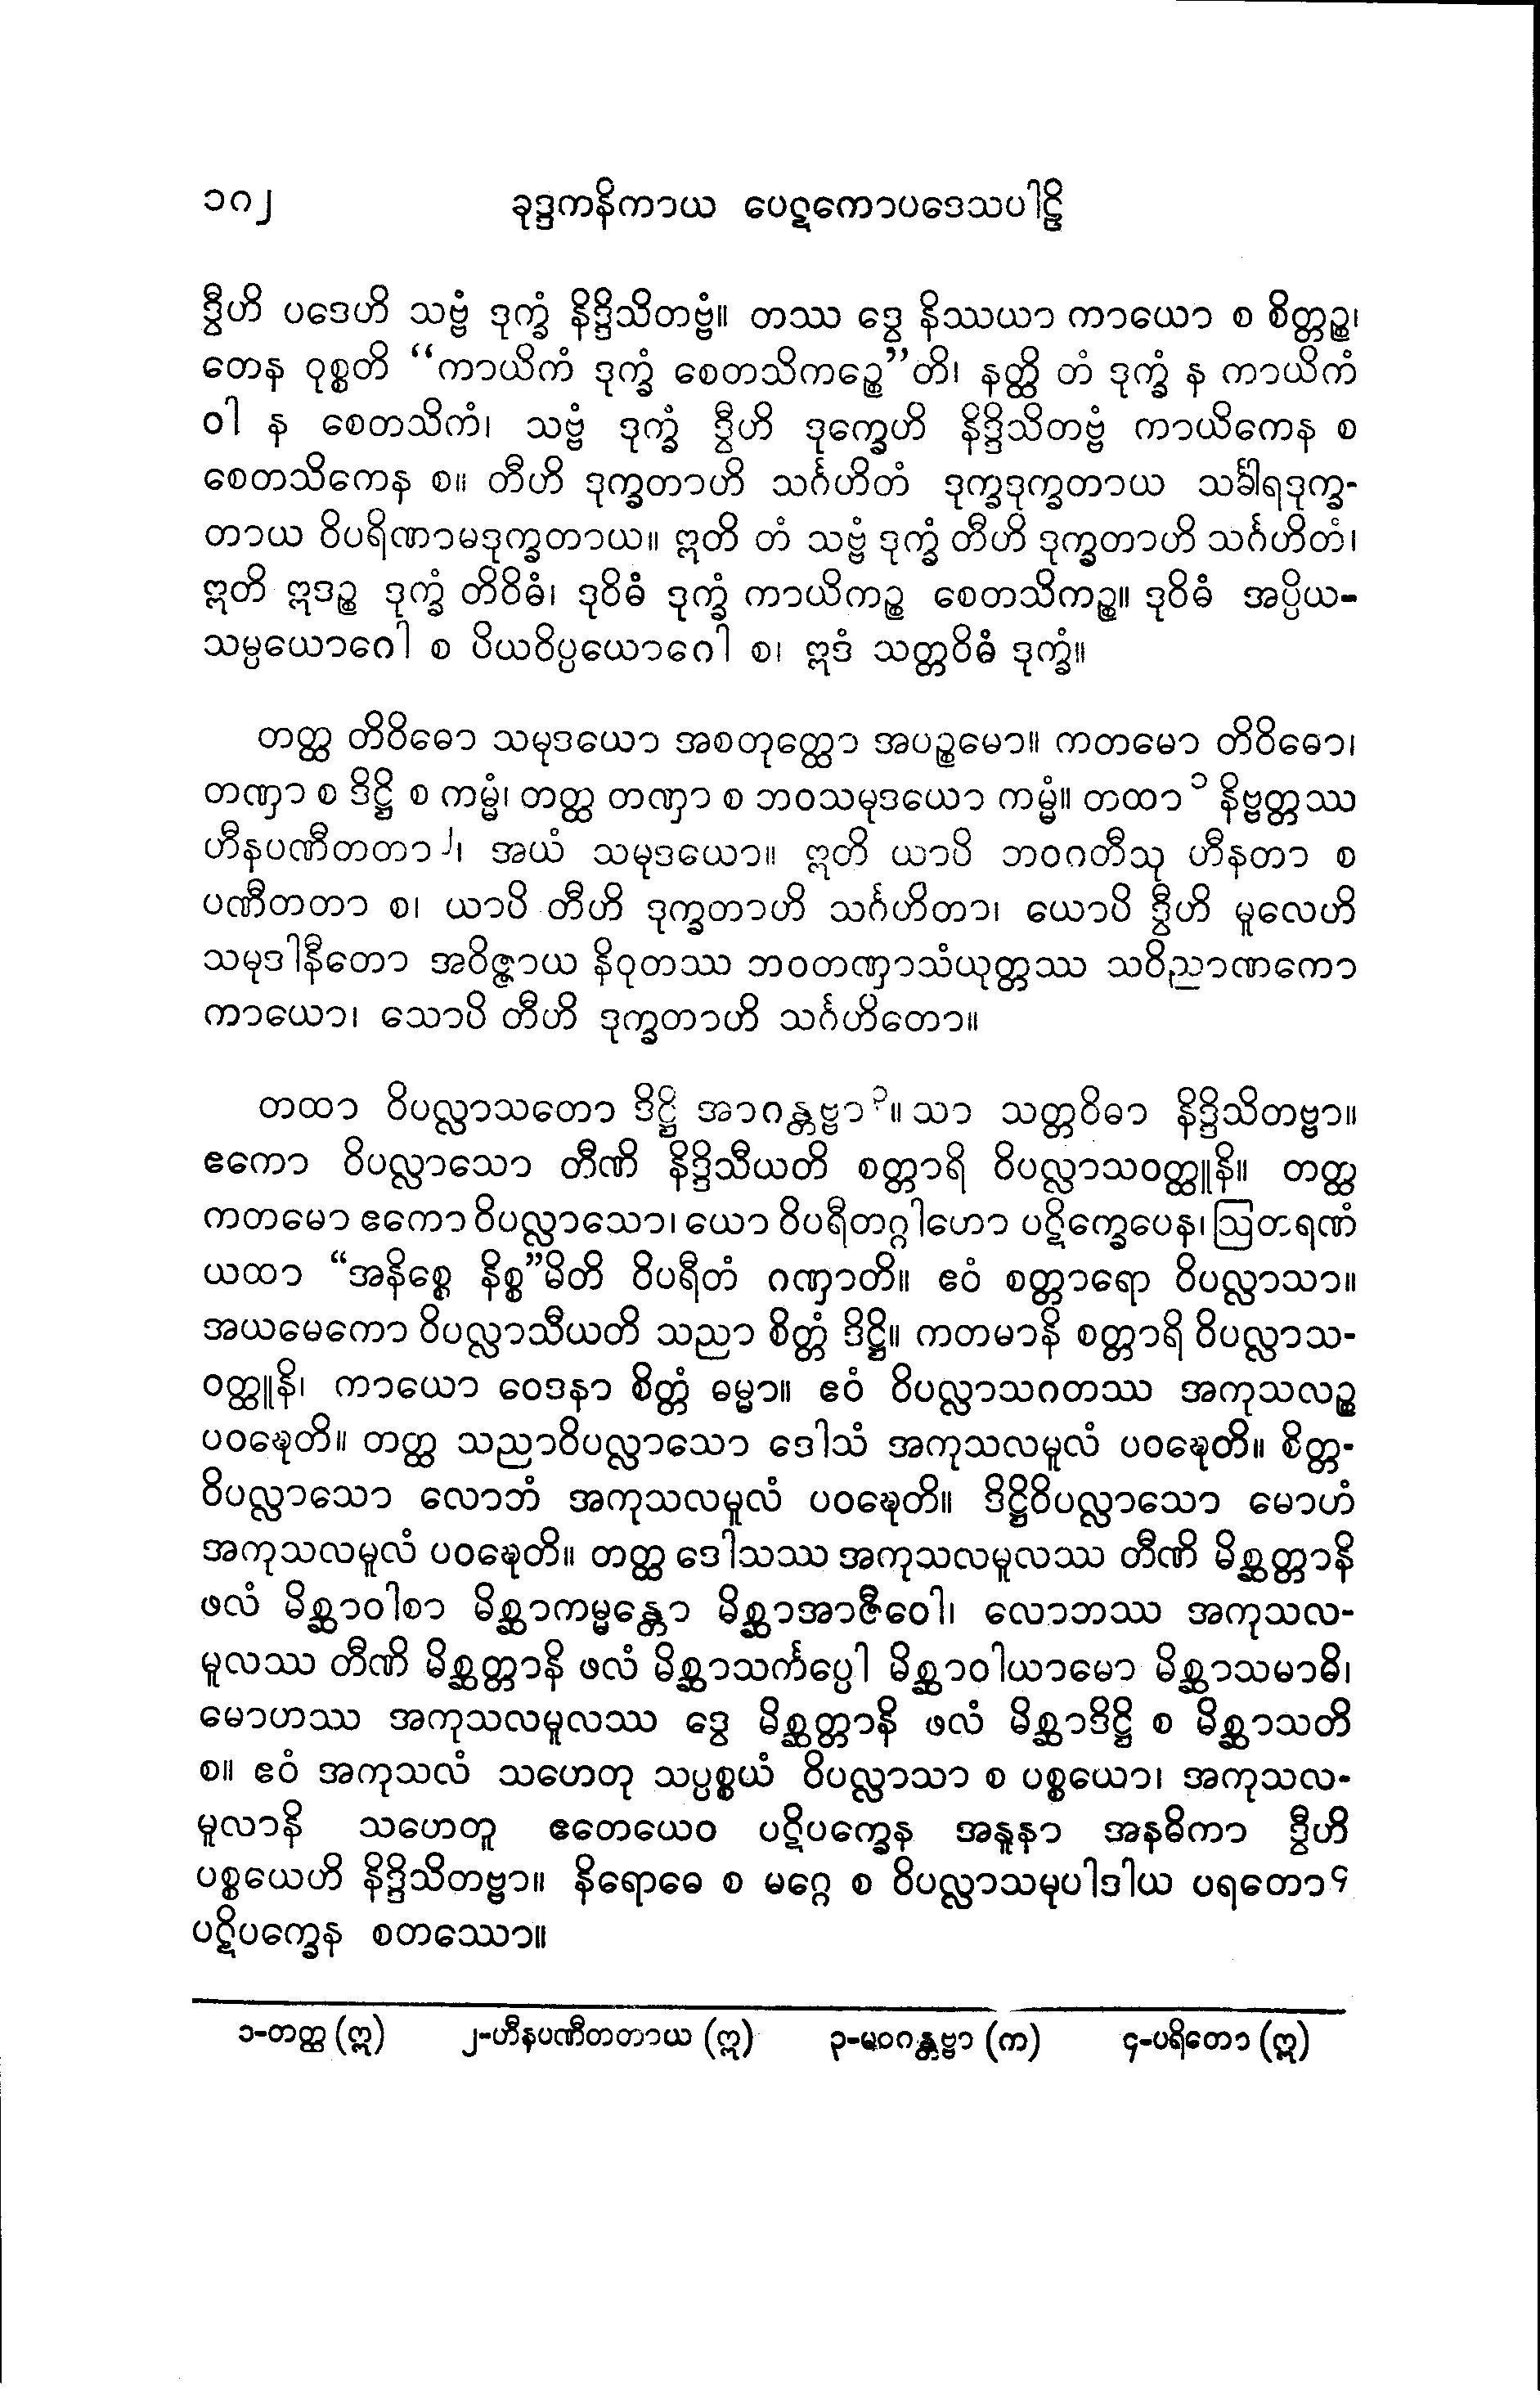 ၁၈၂ ခုဒ္ဒကနိကာယ ပေဋကောပဒေသပါဠိ
ဒွီဟိ ပဒေဟိ သဗ္ဗံ ဒုက္ခံ နိဒ္ဒိသိတဗ္ဗံ။ တဿ ဒွေ နိဿယာ ကာယော စ စိတ္တဉ္စ၊
တေန ဝုစ္စတိ “ကာယိကံ ဒုက္ခံ စေတသိကဉ္စေ”တိ၊ နတ္ထိ တံ ဒုက္ခံ န ကာယိကံ
ဝါ န စေတသိကံ၊ သဗ္ဗံ ဒုက္ခံ ဒွီဟိ ဒုက္ခေဟိ နိဒ္ဒိသိတဗ္ဗံ ကာယိကေန စ
စေတသိကေန စ။ တီဟိ ဒုက္ခတာဟိ သင်္ဂဟိတံ ဒုက္ခဒုက္ခတာယ သင်္ခါရဒုက္ခ-
တာယ ဝိပရိဏာမဒုက္ခတာယ။ ဣတိ တံ သဗ္ဗံ ဒုက္ခံ တီဟိ ဒုက္ခတာဟိ သင်္ဂဟိတံ၊
ဣတိ ဣဒဉ္စ ဒုက္ခံ တိဝိဓံ၊ ဒုဝိဓံ ဒုက္ခံ ကာယိကဉ္စ စေတသိကဉ္စ။ ဒုဝိဓံ အပ္ပိယ-
သမ္ပယောဂေါ စ ပိယဝိပ္ပယောဂေါ စ၊ ဣဒံ သတ္တဝိဓံ ဒုက္ခံ။
တတ္ထ တိဝိဓော သမုဒယော အစတုတ္ထော အပဉ္စမော။ ကတမော တိဝိဓော၊
တဏှာ စ ဒိဋ္ဌိ စ ကမ္မံ၊ တတ္ထ တဏှာ စ ဘဝသမုဒယော ကမ္မံ။ တထာ၁ နိဗ္ဗတ္တဿ
ဟီနပဏီတတာ၂၊ အယံ သမုဒယော။ ဣတိ ယာပိ ဘဝဂတီသု ဟီနတာ စ
ပဏီတတာ စ၊ ယာပိ တီဟိ ဒုက္ခတာဟိ သင်္ဂဟိတာ၊ ယောပိ ဒွီဟိ မူလေဟိ
သမုဒါနီတော အဝိဇ္ဇာယ နိဝုတဿ ဘဝတဏှာသံယုတ္တဿ သဝိညာဏကော
ကာယော၊ သောပိ တီဟိ ဒုက္ခတာဟိ သင်္ဂဟိတော။
တထာ ဝိပလ္လာသတော ဒိဋ္ဌိ အာဂန္တဗ္ဗာ၃။ သာ သတ္တဝိဓာ နိဒ္ဒိသိတဗ္ဗာ။
ဧကော ဝိပလ္လာသော တီဏိ နိဒ္ဒိသီယတိ စတ္တာရိ ဝိပလ္လာသဝတ္ထူနိ။ တတ္ထ
ကတမော ဧကော ဝိပလ္လာသော၊ ယော ဝိပရီတဂ္ဂါဟော ပဋိက္ခေပေန၊ ဩတရဏံ
ယထာ “အနိစ္စေ နိစ္စ”မိတိ ဝိပရီတံ ဂဏှာတိ။ ဧဝံ စတ္တာရော ဝိပလ္လာသာ။
အယမေကော ဝိပလ္လာသီယတိ သညာ စိတ္တံ ဒိဋ္ဌိ။ ကတမာနိ စတ္တာရိ ဝိပလ္လာသ-
ဝတ္ထူနိ၊ ကာယော ဝေဒနာ စိတ္တံ ဓမ္မာ။ ဧဝံ ဝိပလ္လာသဂတဿ အကုသလဉ္စ
ပဝဍ္ဎေတိ။ တတ္ထ သညာဝိပလ္လာသော ဒေါသံ အကုသလမူလံ ပဝဍ္ဎေတိ။ စိတ္တ-
ဝိပလ္လာသော လောဘံ အကုသလမူလံ ပဝဍ္ဎေတိ။ ဒိဋ္ဌိဝိပလ္လာသော မောဟံ
အကုသလမူလံ ပဝဍ္ဎေတိ။ တတ္ထ ဒေါသဿ အကုသလမူလဿ တီဏိ မိစ္ဆတ္တာနိ
ဖလံ မိစ္ဆာဝါစာ မိစ္ဆာကမ္မန္တော မိစ္ဆာအာဇီဝေါ၊ လောဘဿ အကုသလ-
မူလဿ တီဏိ မိစ္ဆတ္တာနိ ဖလံ မိစ္ဆာသင်္ကပ္ပေါ မိစ္ဆာဝါယာမော မိစ္ဆာသမာဓိ၊
မောဟဿ အကုသလမူလဿ ဒွေ မိစ္ဆတ္တာနိ ဖလံ မိစ္ဆာဒိဋ္ဌိ စ မိစ္ဆာသတိ
စ။ ဧဝံ အကုသလံ သဟေတု သပ္ပစ္စယံ ဝိပလ္လာသာ စ ပစ္စယော၊ အကုသလ-
မူလာနိ သဟေတူ ဧတေယေဝ ပဋိပက္ခေန အနူနာ အနဓိကာ ဒွီဟိ
ပစ္စယေဟိ နိဒ္ဒိသိတဗ္ဗာ။ နိရောဓေ စ မဂ္ဂေ စ ဝိပလ္လာသမုပါဒါယ ပရတော၄
ပဋိပက္ခေန စတဿော။
၁-တတ္ထ (ဣ) ၂-ဟီနပဏီတတာယ (ဣ) ၃-မဝဂန္တဗ္ဗာ (က) ၄-ပရိတော (ဣ)